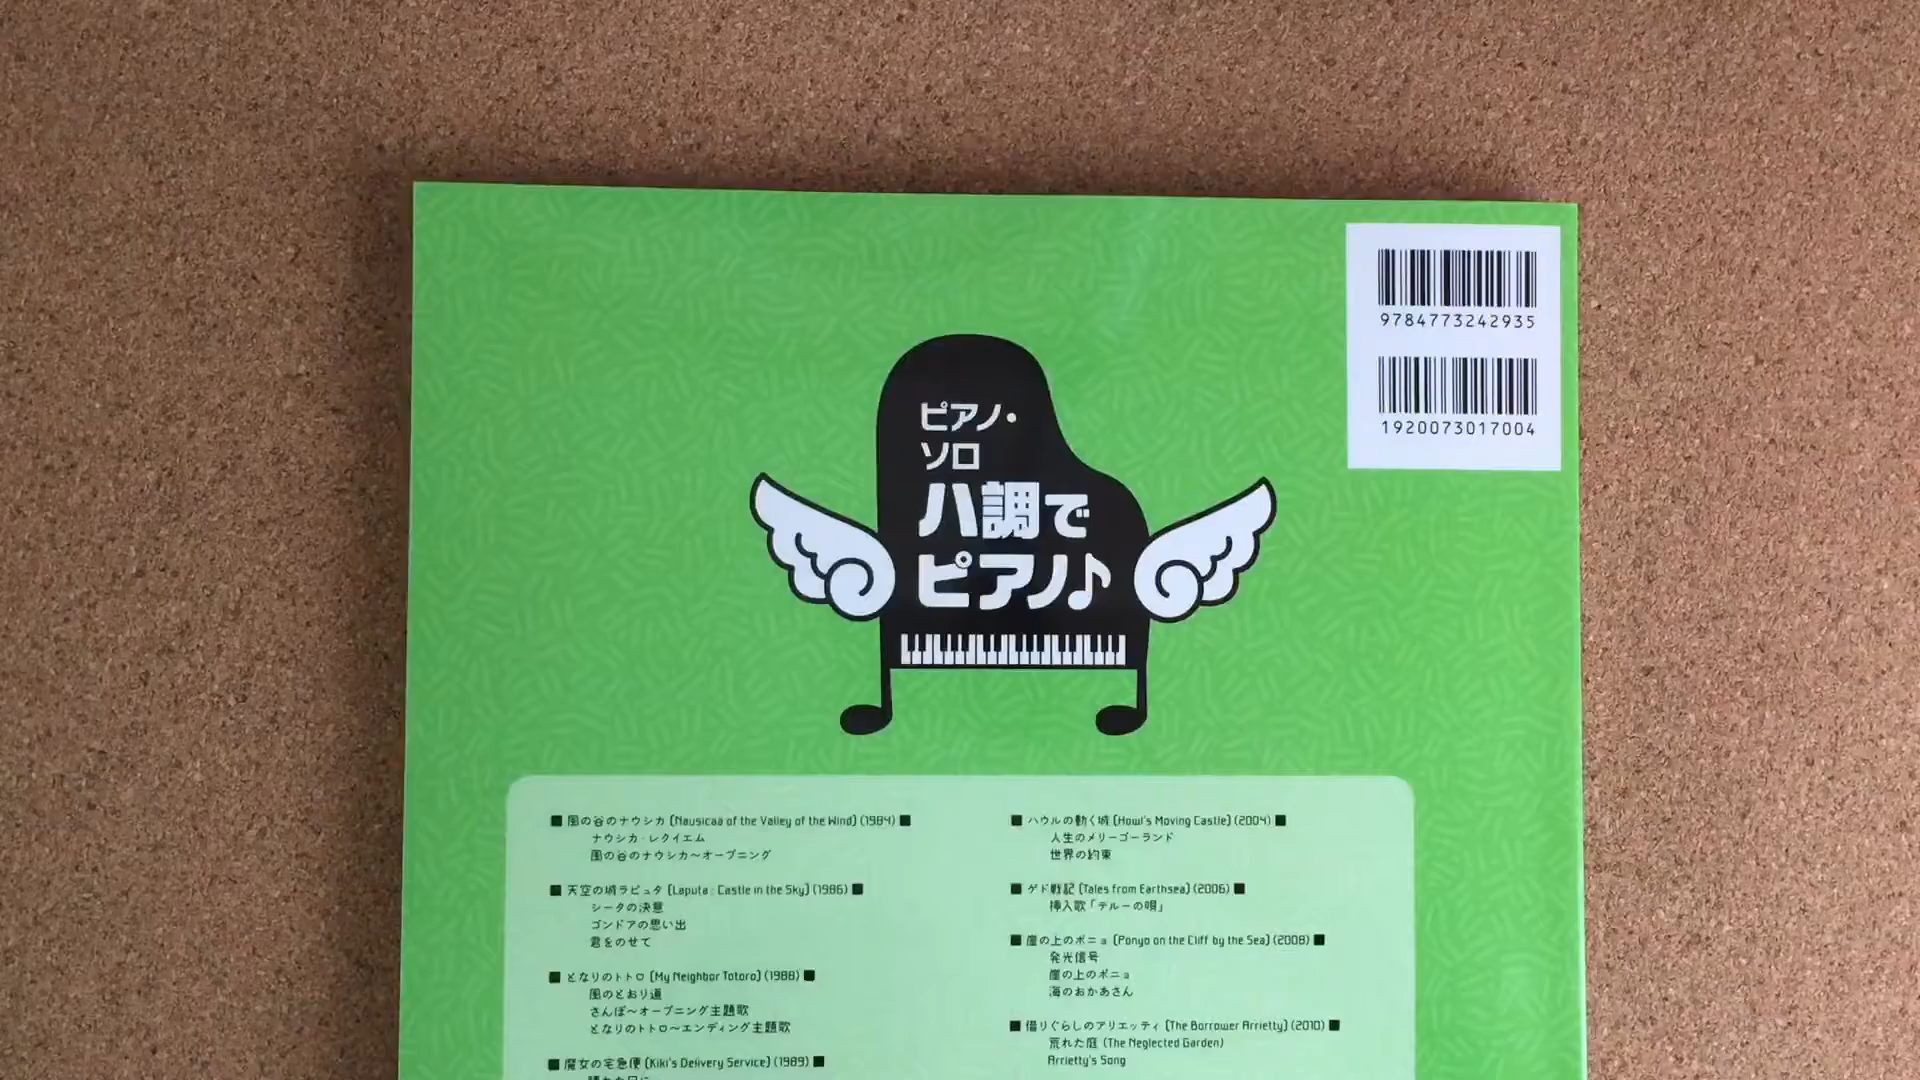 9784773242935
1920073017004
ピアノ・
ソロ
ハ調で
ピアノ♪
■ 風の谷のナウシカ (Nausicaa of the Valley of the Wind) (1984) ■
ナウシカ・レクイエム
風の谷のナウシカ〜オープニング
■ 天空の城ラピュタ (Laputa : Castle in the Sky) (1986) ■
シータの決意
ゴンドアの思い出
君をのせて
■ となりのトトロ (My Neighbor Totoro) (1988) ■
風のとおり道
さんぽ〜オープニング主題歌
となりのトトロ〜エンディング主題歌
■ 魔女の宅急便 (Kiki's Delivery Service) (1989) ■
■ ハウルの動く城 (Howl's Moving Castle) (2004) ■
人生のメリーゴーランド
世界の約束
■ ゲド戦記 (Tales from Earthsea) (2006) ■
挿入歌「テルーの唄」
■ 崖の上のポニョ (Ponyo on the Cliff by the Sea) (2008) ■
発光信号
崖の上のポニョ
海のおかあさん
■ 借りぐらしのアリエッティ (The Borrower Arrietty) (2010) ■
荒れた庭 (The Neglected Garden)
Arrietty's Song